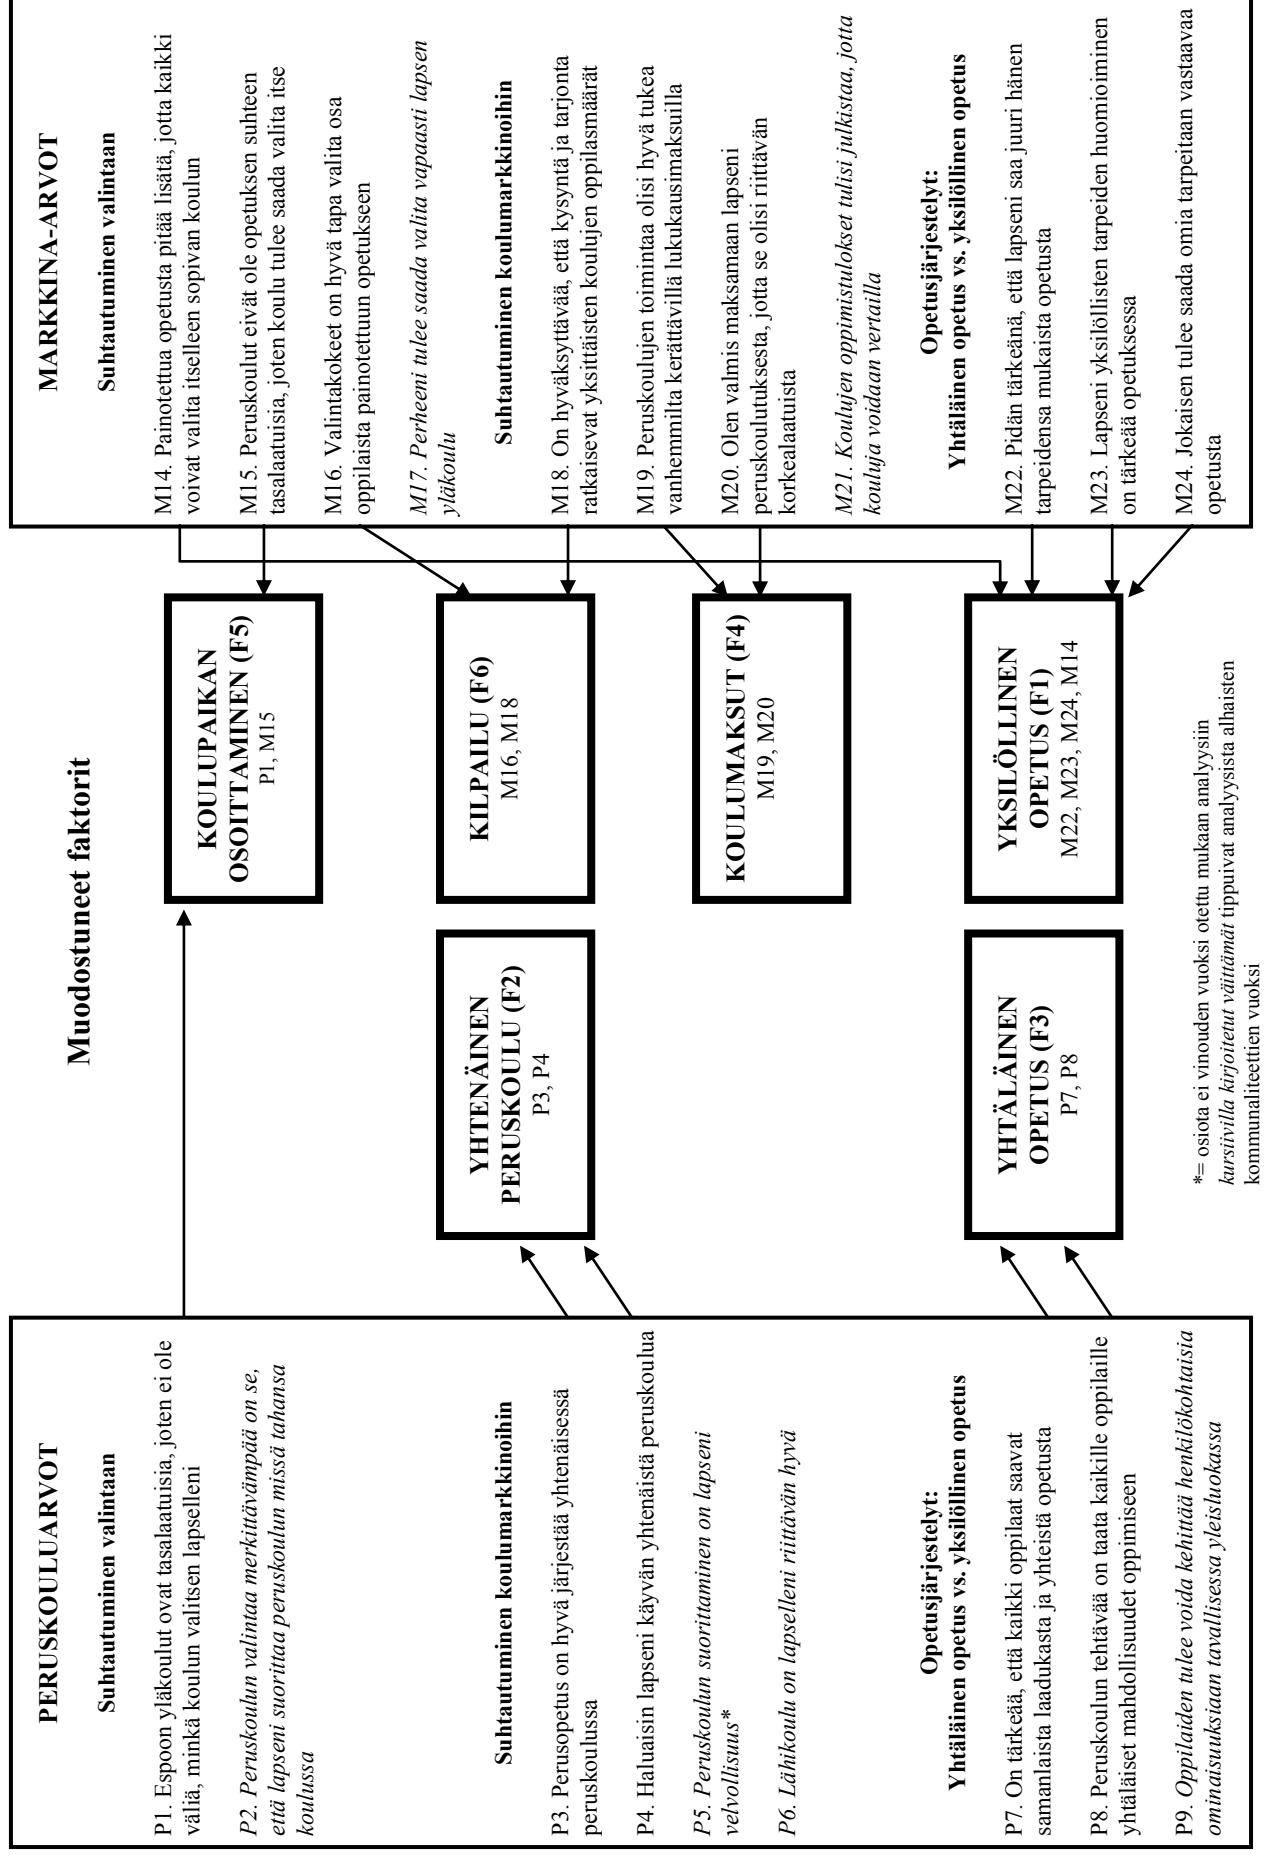 PERUSKOULUARVOT
Suhtautuminen valintaan
P1. Espoon yläkoulut ovat tasalaatuisia, joten ei ole
väliä, minkä koulun valitsen lapselleni
P2. Peruskoulun valintaa merkittävämpää on se,
että lapseni suorittaa peruskoulun missä tahansa
koulussa
Suhtautuminen koulumarkkinoihin
P3. Perusopetus on hyvä järjestää yhtenäisessä
peruskoulussa
P4. Haluaisin lapseni käyvän yhtenäistä peruskoulua
P5. Peruskoulun suorittaminen on lapseni
velvollisuus*
P6. Lähikoulu on lapselleni riittävän hyvä
Opetusjärjestelyt:
Yhtäläinen opetus vs. yksilöllinen opetus
P7. On tärkeää, että kaikki oppilaat saavat
samanlaista laadukasta ja yhteistä opetusta
P8. Peruskoulun tehtävää on taata kaikille oppilaille
yhtäläiset mahdollisuudet oppimiseen
P9. Oppilaiden tulee voida kehittää henkilökohtaisia
ominaisuuksiaan tavallisessa yleisluokassa
Muodostuneet faktorit
KOULUPAIKAN
OSOITTAMINEN (F5)
P1, M15
YHTENÄINEN
PERUSKOULU (F2)
P3, P4
KILPAILU (F6)
M16, M18
KOULUMAKSUT (F4)
M19, M20
YHTÄLÄINEN
OPETUS (F3)
P7, P8
YKSILÖLLINEN
OPETUS (F1)
M22, M23, M24, M14
*= osiota ei vinouden vuoksi otettu mukaan analyysiin
kursiivilla kirjoitetut väittämät tippuivat analyysista alhaisten
kommunaliteettien vuoksi
MARKKINA-ARVOT
Suhtautuminen valintaan
M14. Painotettua opetusta pitää lisätä, jotta kaikki
voivat valita itselleen sopivan koulun
M15. Peruskoulut eivät ole opetuksen suhteen
tasalaatuisia, joten koulu tulee saada valita itse
M16. Valintakokeet on hyvä tapa valita osa
oppilaista painotettuun opetukseen
M17. Perheeni tulee saada valita vapaasti lapsen
yläkoulu
Suhtautuminen koulumarkkinoihin
M18. On hyväksyttävää, että kysyntä ja tarjonta
ratkaisevat yksittäisten koulujen oppilasmäärät
M19. Peruskoulujen toimintaa olisi hyvä tukea
vanhemmilta kerättävillä lukukausimaksuilla
M20. Olen valmis maksamaan lapseni
peruskoulutuksesta, jotta se olisi riittävän
korkealaatuista
M21. Koulujen oppimistulokset tulisi julkistaa, jotta
kouluja voidaan vertailla
Opetusjärjestelyt:
Yhtäläinen opetus vs. yksilöllinen opetus
M22. Pidän tärkeänä, että lapseni saa juuri hänen
tarpeidensa mukaista opetusta
M23. Lapseni yksilöllisten tarpeiden huomioiminen
on tärkeää opetuksessa
M24. Jokaisen tulee saada omia tarpeitaan vastaavaa
opetusta